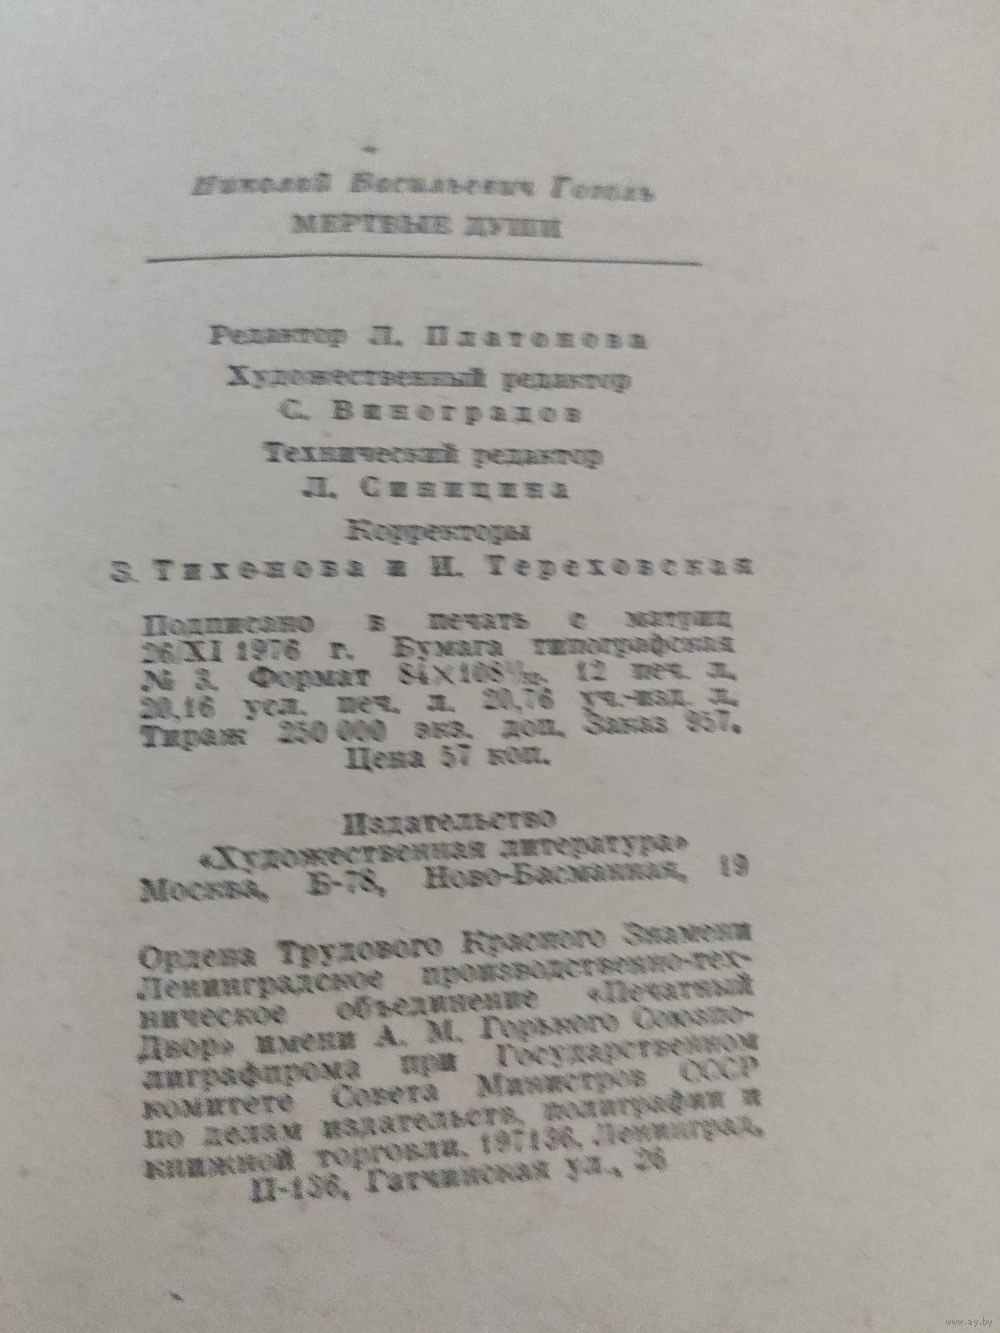 Николай Васильевич Гоголь
МЕРТВЫЕ ДУШИ
Редактор Л. Платонова
Художественный редактор
С. Виноградов
Технический редактор
Л. Синицина
Корректоры
З. Тихонова и И. Тереховская
Подписано в печать с матриц
26/XI 1976 г. Бумага типографская
№ 3. Формат 84×108¹/₃₂. 12 печ. л.
20,16 усл. печ. л. 20,76 уч.-изд. л.
Тираж 250 000 экз. доп. Заказ 957.
Цена 57 коп.
Издательство
«Художественная литература»
Москва, Б-78, Ново-Басманная, 19
Ордена Трудового Красного Знамени
Ленинградское производственно-тех-
ническое объединение «Печатный
Двор» имени А. М. Горького Союзпо-
лиграфпрома при Государственном
комитете Совета Министров СССР
по делам издательств, полиграфии и
книжной торговли. 197136, Ленинград,
П-136, Гатчинская ул., 26
www.ay.by